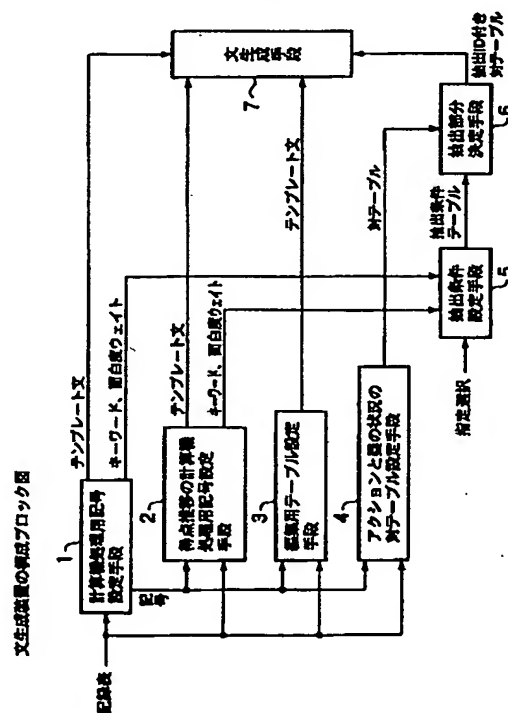 文生成装置の構成ブロック図
記録表
1
計算機処理用記号
設定手段
記号
テンプレート文
キーワード、面白度ウェイト
2
得点推移の計算機
処理用記号設定
手段
テンプレート文
キーワード、面白度ウェイト
3
編集用テーブル設定
手段
テンプレート文
4
アクションと塁の状況の
対テーブル設定手段
対テーブル
指定選択
抽出条件
設定手段
5
抽出条件
テーブル
抽出部分
決定手段
6
抽出ID付き
対テーブル
文生成手段
7